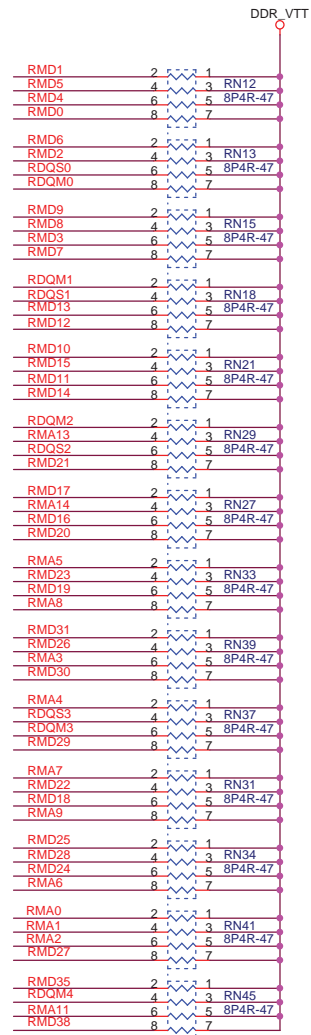 DDR_VTT
RMD1 2 1
RMD5 4 3 RN12
RMD4 6 5 8P4R-47
RMD0 8 7
RMD6 2 1
RMD2 4 3 RN13
RDQS0 6 5 8P4R-47
RDQM0 8 7
RMD9 2 1
RMD8 4 3 RN15
RMD3 6 5 8P4R-47
RMD7 8 7
RDQM1 2 1
RDQS1 4 3 RN18
RMD13 6 5 8P4R-47
RMD12 8 7
RMD10 2 1
RMD15 4 3 RN21
RMD11 6 5 8P4R-47
RMD14 8 7
RDQM2 2 1
RMA13 4 3 RN29
RDQS2 6 5 8P4R-47
RMD21 8 7
RMD17 2 1
RMA14 4 3 RN27
RMD16 6 5 8P4R-47
RMD20 8 7
RMA5 2 1
RMD23 4 3 RN33
RMD19 6 5 8P4R-47
RMA8 8 7
RMD31 2 1
RMD26 4 3 RN39
RMA3 6 5 8P4R-47
RMD30 8 7
RMA4 2 1
RDQS3 4 3 RN37
RDQM3 6 5 8P4R-47
RMD29 8 7
RMA7 2 1
RMD22 4 3 RN31
RMD18 6 5 8P4R-47
RMA9 8 7
RMD25 2 1
RMD28 4 3 RN34
RMD24 6 5 8P4R-47
RMA6 8 7
RMA0 2 1
RMA1 4 3 RN41
RMA2 6 5 8P4R-47
RMD27 8 7
RMD35 2 1
RDQM4 4 3 RN45
RMA11 6 5 8P4R-47
RMD38 8 7